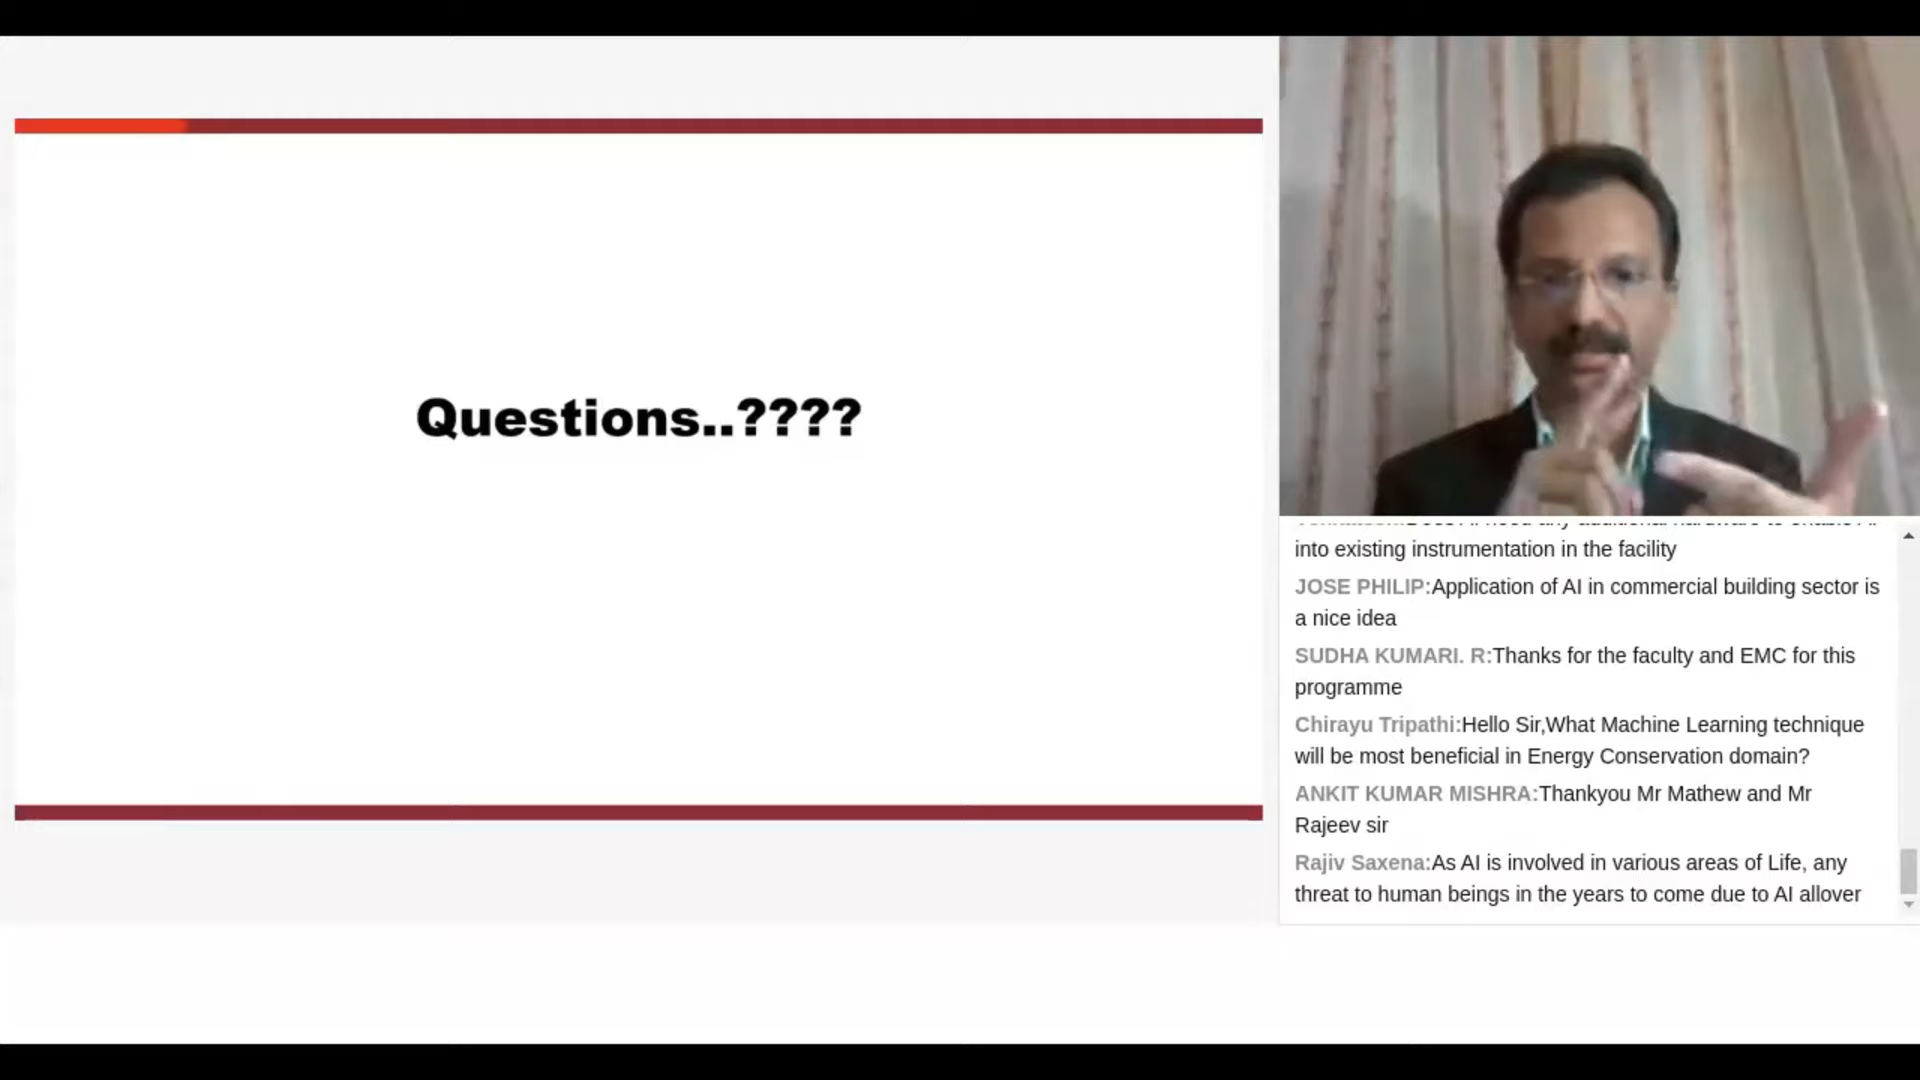 Questions..????
into existing instrumentation in the facility
JOSE PHILIP:Application of AI in commercial building sector is
a nice idea
SUDHA KUMARI. R:Thanks for the faculty and EMC for this
programme
Chirayu Tripathi:Hello Sir,What Machine Learning technique
will be most beneficial in Energy Conservation domain?
ANKIT KUMAR MISHRA:Thankyou Mr Mathew and Mr
Rajeev sir
Rajiv Saxena:As AI is involved in various areas of Life, any
threat to human beings in the years to come due to AI allover